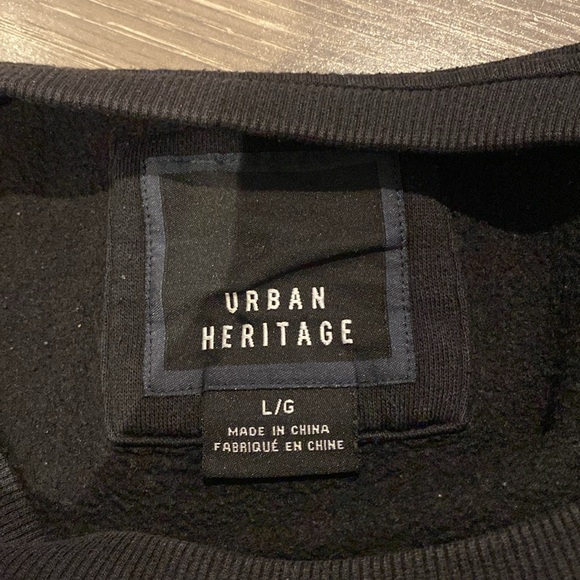 URBAN
HERITAGE
L/G
MADE IN CHINA
FABRIQUÉ EN CHINE